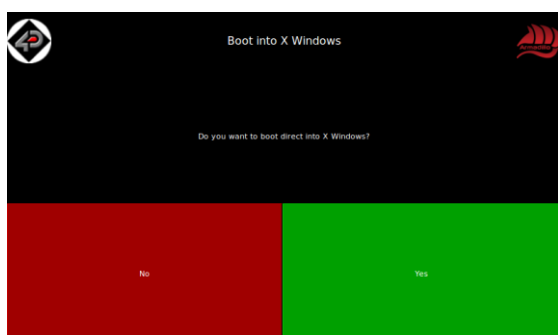 Boot into X Windows
Do you want to boot direct into X Windows?
No
Yes